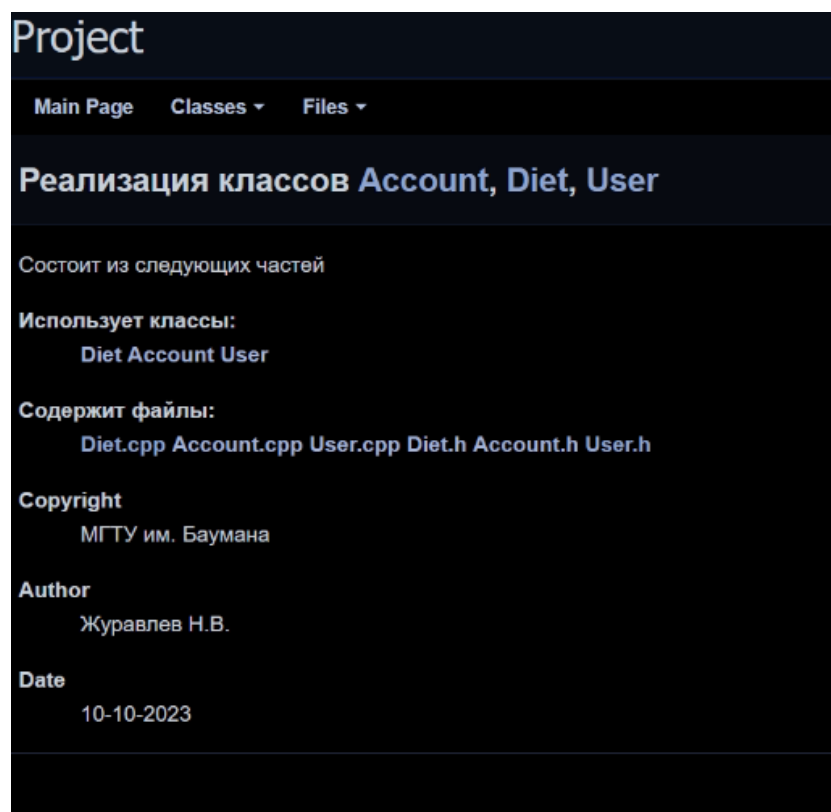 Project
Main Page Classes Files
Реализация классов Account, Diet, User
Состоит из следующих частей
Использует классы:
Diet Account User
Содержит файлы:
Diet.cpp Account.cpp User.cpp Diet.h Account.h User.h
Copyright
МГТУ им. Баумана
Author
Журавлев Н.В.
Date
10-10-2023